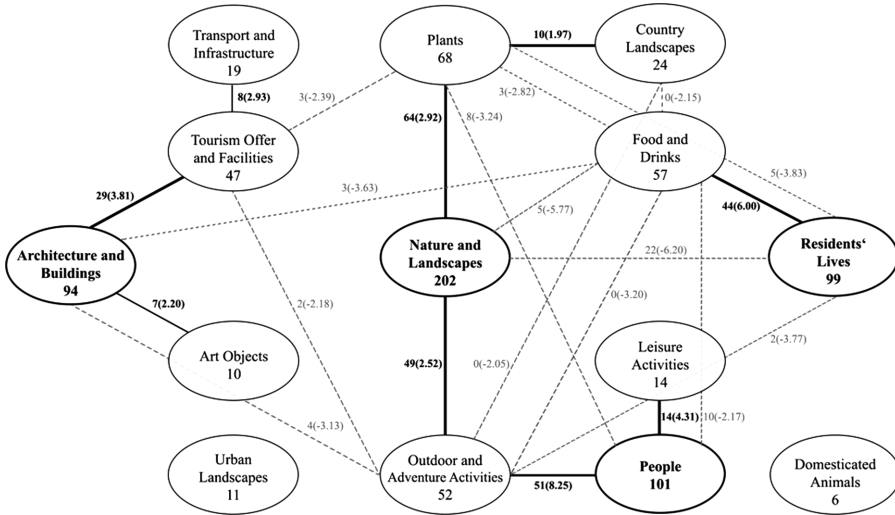 Transport and
Infrastructure
19
Plants
68
10(1.97)
Country
Landscapes
24
8(2.93)
3(-2.39)
64(2.92)
3(-2.82)
8(-3.24)
0(-2.15)
Tourism Offer
and Facilities
47
Food and
Drinks
57
5(-3.83)
29(3.81)
3(-3.63)
5(-5.77)
44(6.00)
Architecture and
Buildings
94
Nature and
Landscapes
202
22(-6.20)
Residents‘
Lives
99
7(2.20)
2(-2.18)
0(-3.20)
Art Objects
10
49(2.52)
0(-2.05)
Leisure
Activities
14
2(-3.77)
4(-3.13)
14(4.31)
10(-2.17)
Urban
Landscapes
11
Outdoor and
Adventure Activities
52
51(8.25)
People
101
Domesticated
Animals
6